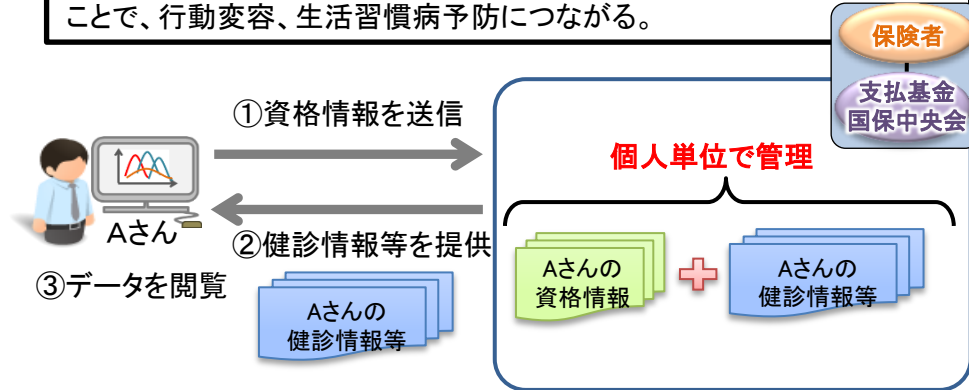 ことで、行動変容、生活習慣病予防につながる。
保険者
支払基金
国保中央会
①資格情報を送信
個人単位で管理
Aさん
②健診情報等を提供
③データを閲覧
Aさんの
健診情報等
Aさんの
資格情報
Aさんの
健診情報等